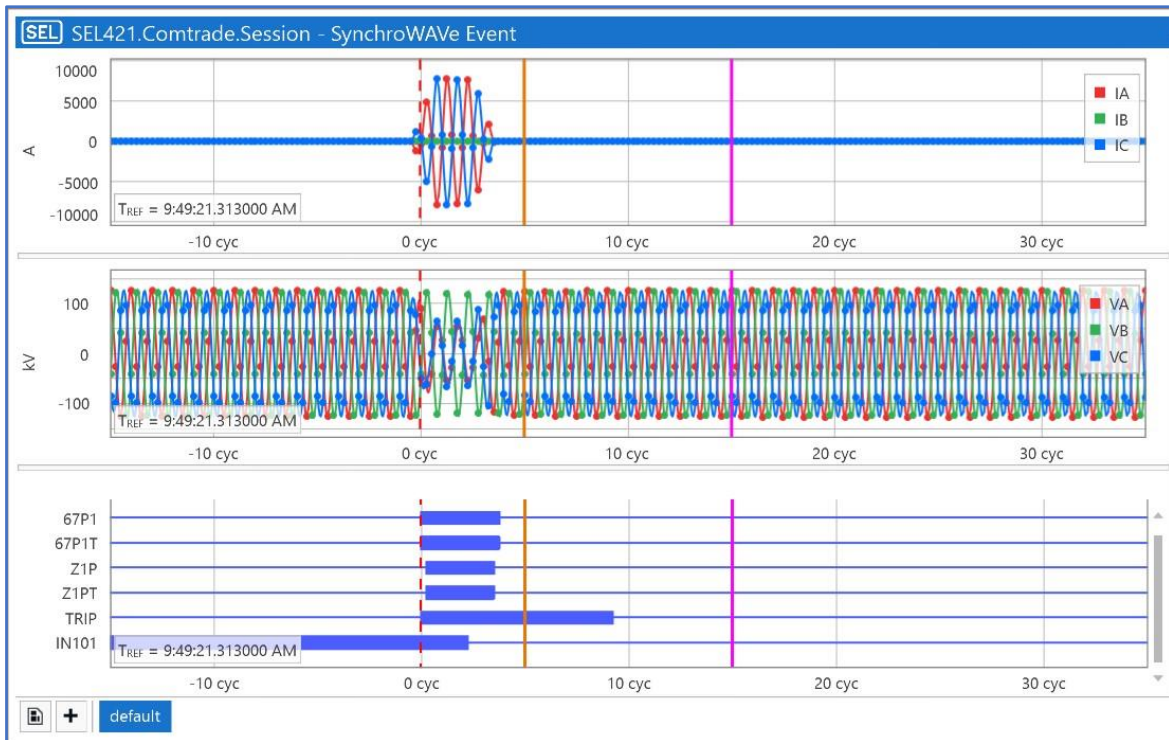 SEL SEL421.Comtrade.Session - SynchroWAVe Event
10000
5000
0
-5000
-10000
A
IA
IB
IC
TREF = 9:49:21.313000 AM
-10 cyc 0 cyc 10 cyc 20 cyc 30 cyc
100
0
-100
kV
VA
VB
VC
TREF = 9:49:21.313000 AM
-10 cyc 0 cyc 10 cyc 20 cyc 30 cyc
67P1
67P1T
Z1P
Z1PT
TRIP
IN101
TREF = 9:49:21.313000 AM
-10 cyc 0 cyc 10 cyc 20 cyc 30 cyc
default